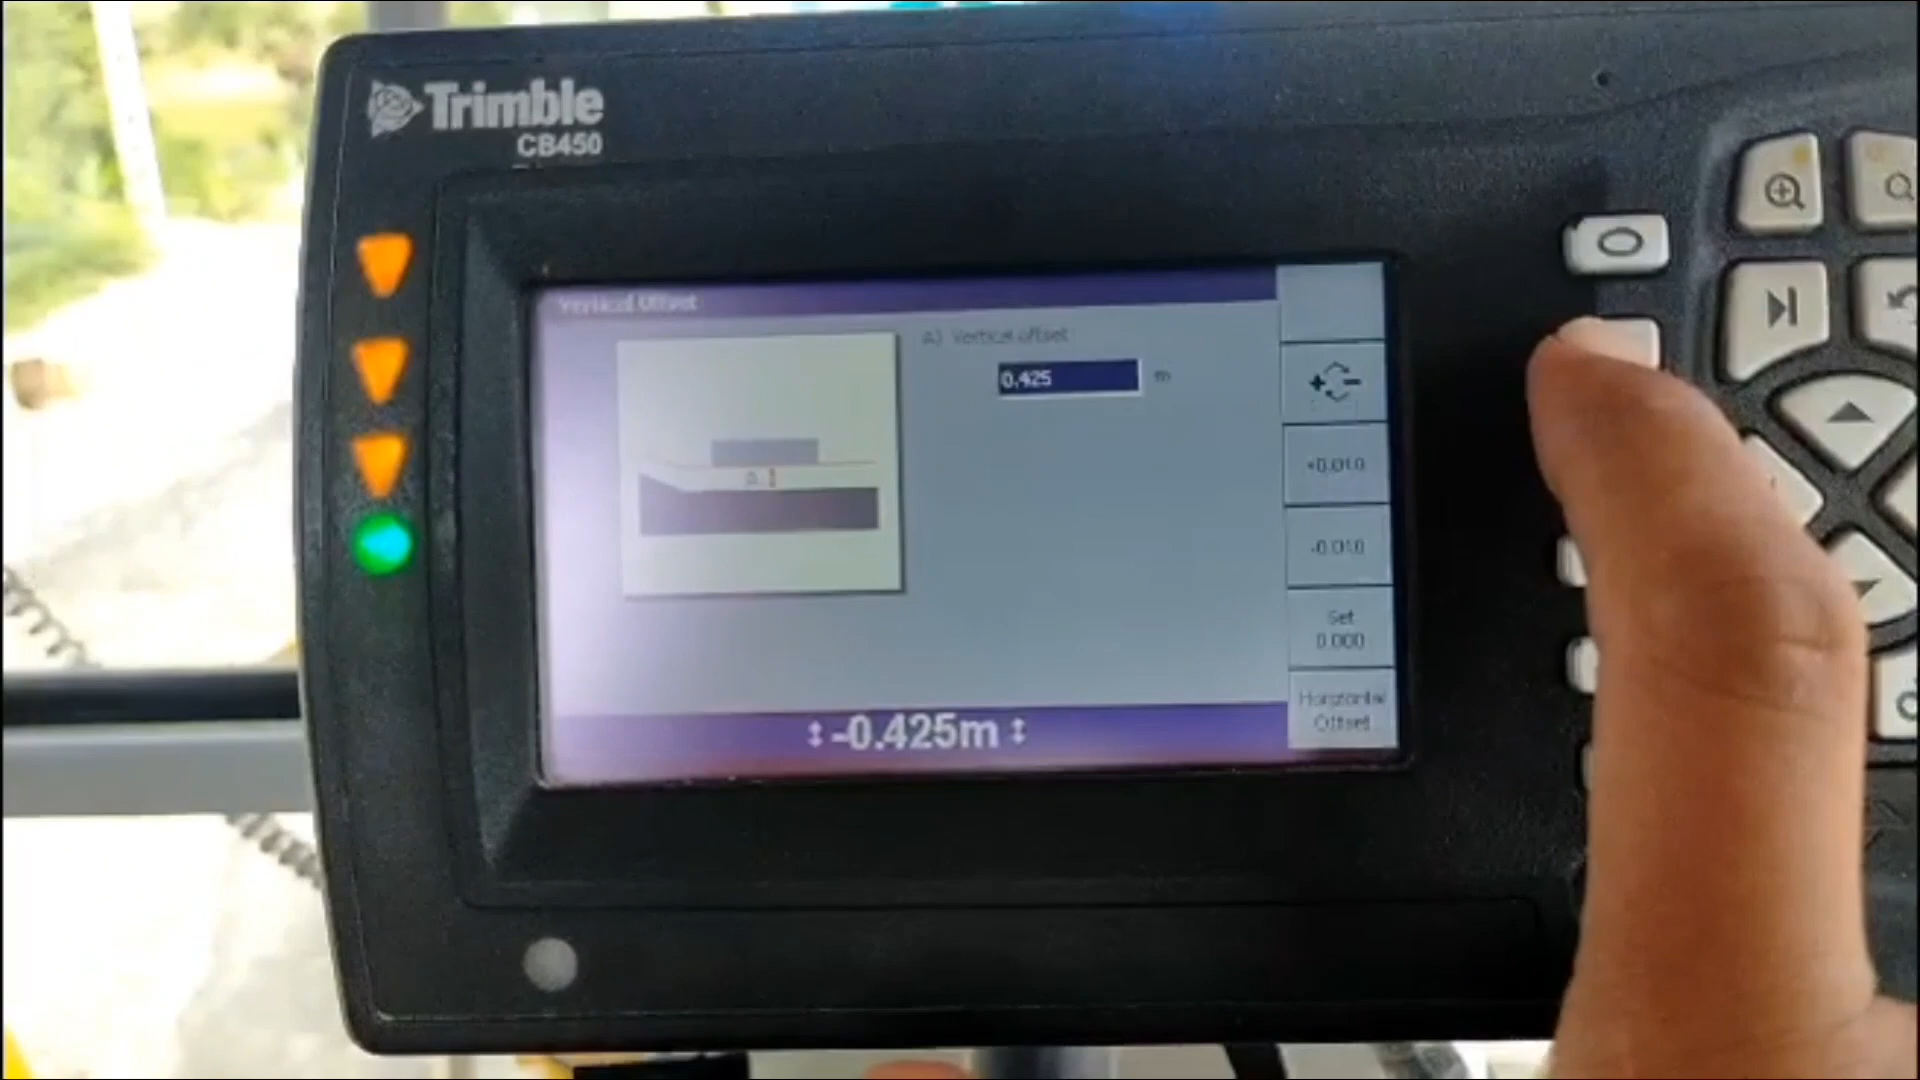 Trimble
CB450
Vertical Offset
A) Vertical offset
0.425 m
A
+0.010
-0.010
Set
0.000
Horizontal
Offset
-0.425m